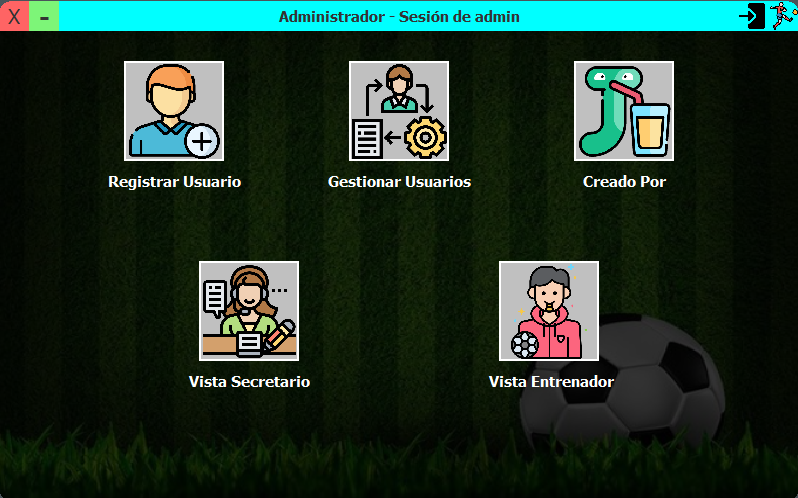 X - Administrador - Sesión de admin
Registrar Usuario Gestionar Usuarios Creado Por
Vista Secretario Vista Entrenador